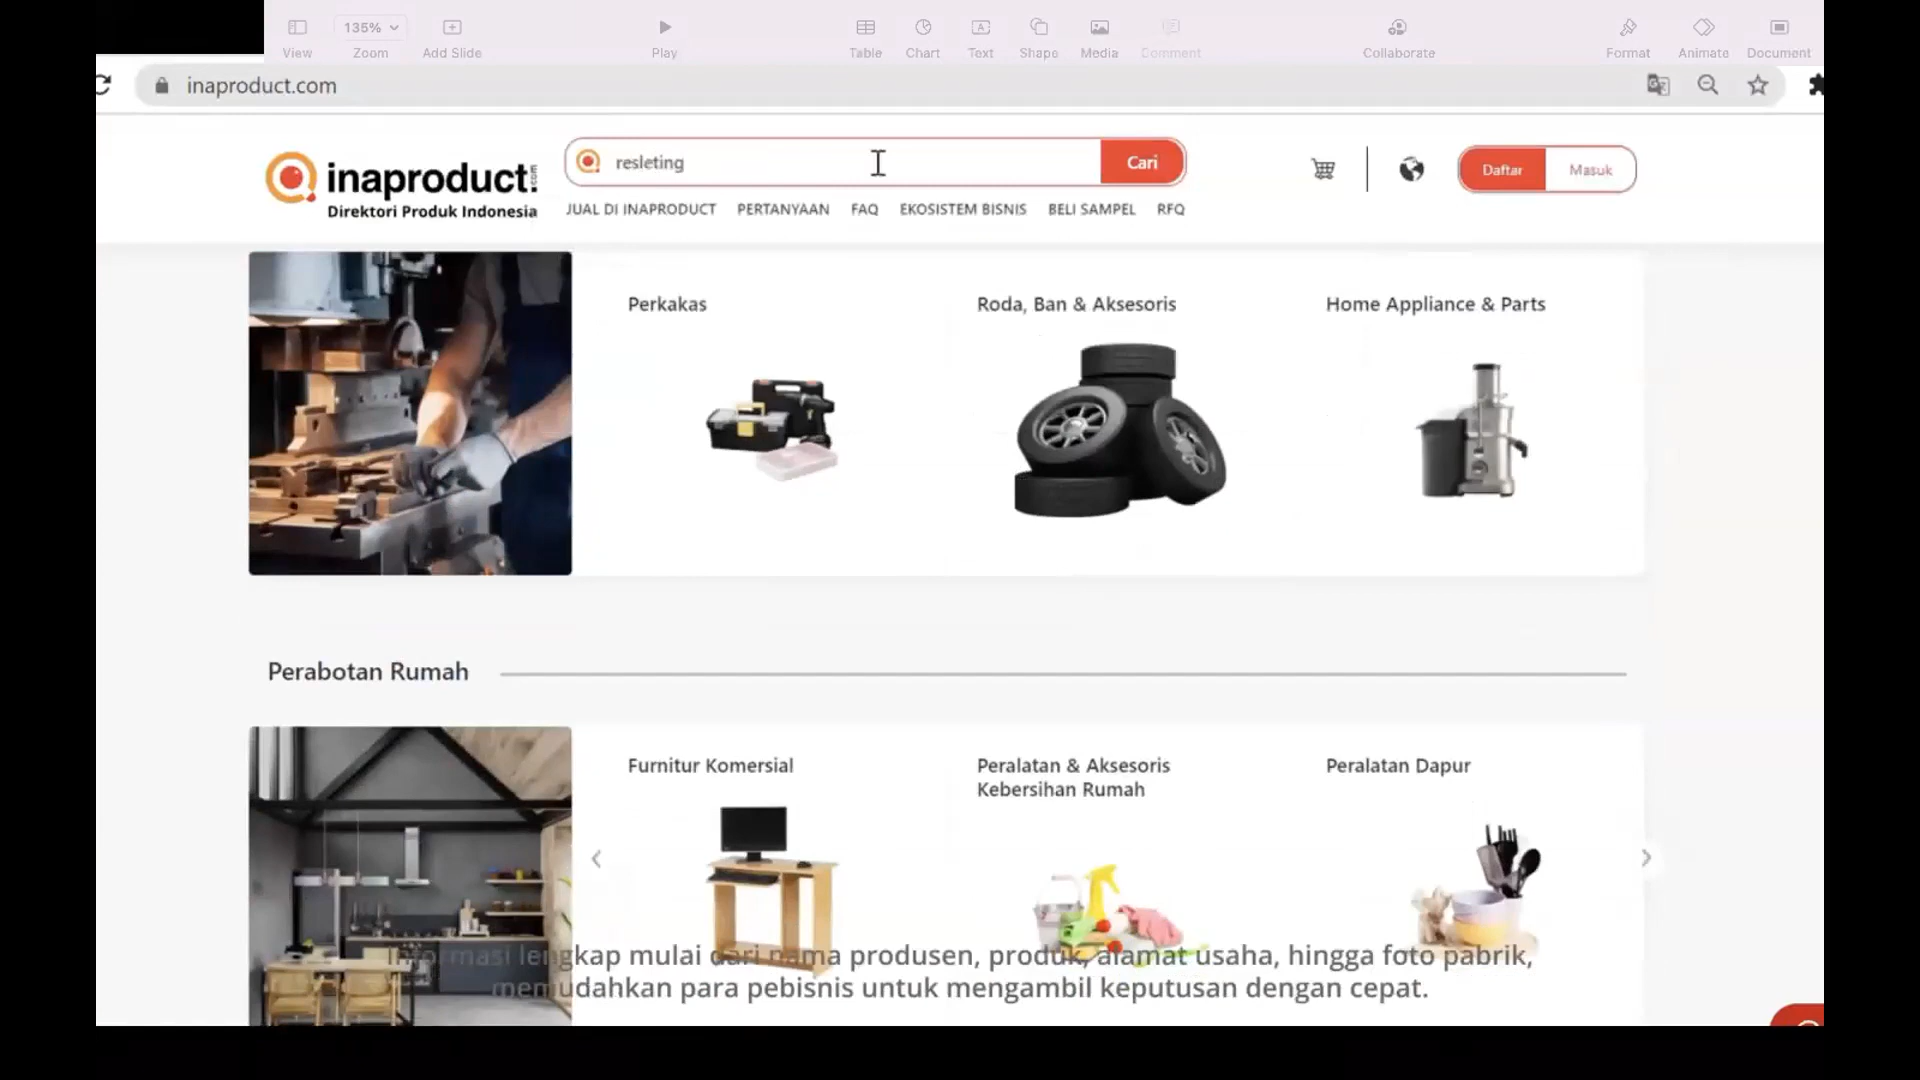 135%
View
Zoom
Add Slide
Play
Table
Chart
Text
Shape
Media
Comment
Collaborate
Format
Animate
Document
inaproduct.com
inaproduct.com
Direktori Produk Indonesia
resleting
Cari
Daftar
Masuk
JUAL DI INAPRODUCT
PERTANYAAN
FAQ
EKOSISTEM BISNIS
BELI SAMPEL
RFQ
Perkakas
Roda, Ban & Aksesoris
Home Appliance & Parts
Perabotan Rumah
Furnitur Komersial
Peralatan & Aksesoris
Kebersihan Rumah
Peralatan Dapur
Informasi lengkap mulai dari nama produsen, produk, alamat usaha, hingga foto pabrik,
memudahkan para pebisnis untuk mengambil keputusan dengan cepat.